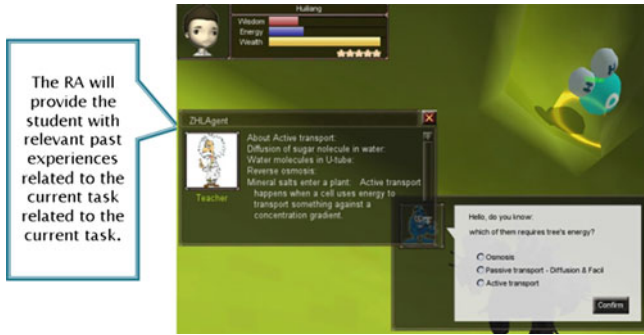 The RA will
provide the
student with
relevant past
experiences
related to the
current task
related to the
current task.
Huiliang
Wisdom
Energy
Wealth
ZHLAgent
Teacher
About Active transport:
Diffusion of sugar nolecule in water:
Water molecules in U-tube:
Reverse osmosis:
Mineral salts enter a plant: Active transport
happens when a cell uses energy to
transport something against a
concentration gradient.
H
H
O
Hello, do you know:
which of them requires tree's energy?
Osmosis
Passive transport - Diffusion & Facil
Active transport
Confirm